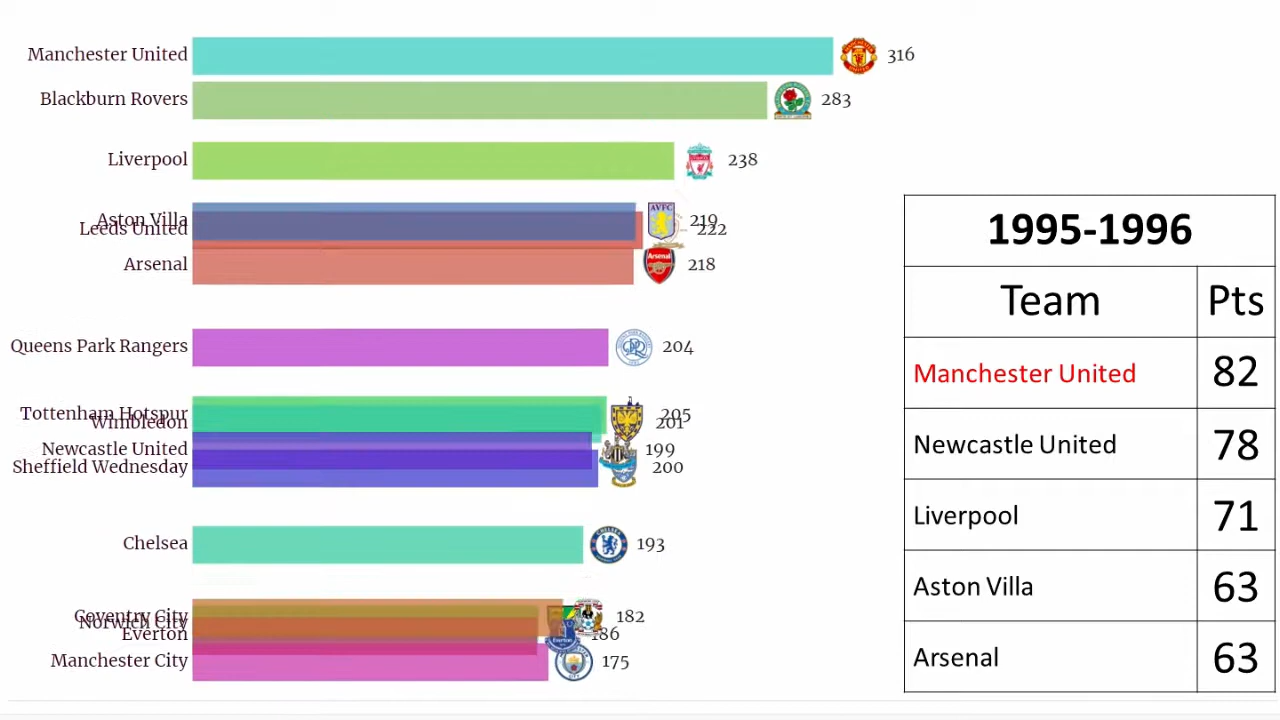 Manchester United 316
Blackburn Rovers 283
Liverpool 238
Aston Villa 219
Leeds United 222
Arsenal 218
Queens Park Rangers 204
Tottenham Hotspur 205
Wimbledon 201
Newcastle United 199
Sheffield Wednesday 200
Chelsea 193
Coventry City 182
Norwich City
Everton 186
Manchester City 175
1995-1996
Team Pts
Manchester United 82
Newcastle United 78
Liverpool 71
Aston Villa 63
Arsenal 63
AVFC
Arsenal
Everton